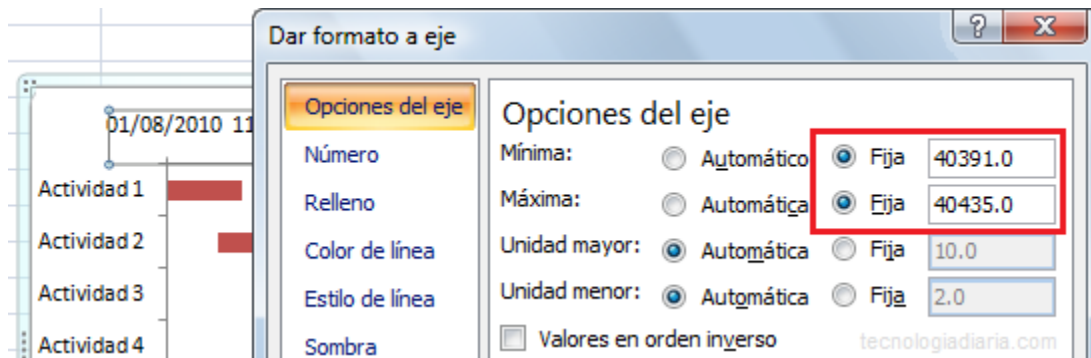 Dar formato a eje
01/08/2010 11
Actividad 1
Actividad 2
Actividad 3
Actividad 4
Opciones del eje
Número
Relleno
Color de línea
Estilo de línea
Sombra
Opciones del eje
Mínima: Automático Fija 40391.0
Máxima: Automática Fija 40435.0
Unidad mayor: Automática Fija 10.0
Unidad menor: Automática Fija 2.0
Valores en orden inverso
tecnologiadiaria.com